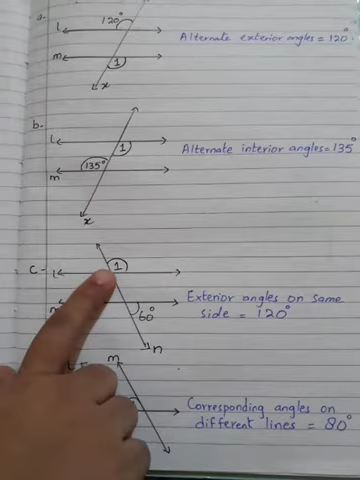 a-
120°
l
Alternate exterior angles = 120°.
m
1
x
b-
l
1
Alternate interior angles = 135°
135°
m
x
c-
1
l
Exterior angles on same
60°
side = 120°
n
m
Corresponding angles on
different lines = 80°